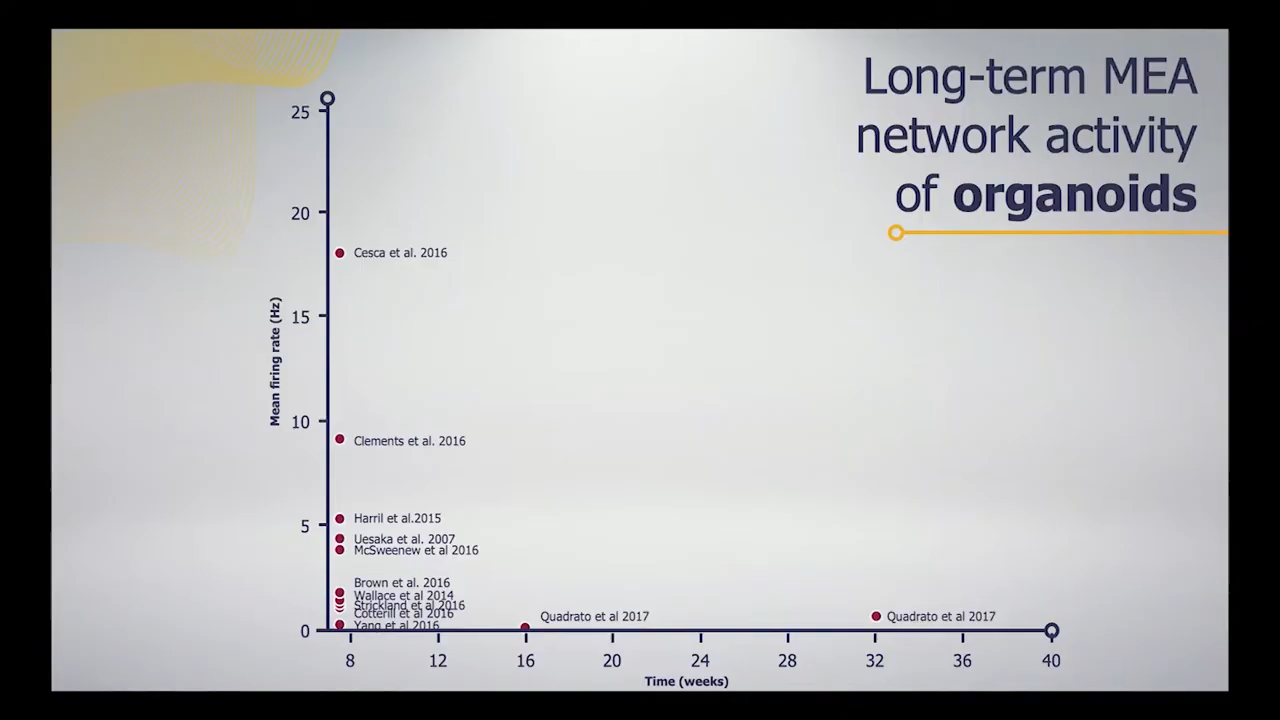 Long-term MEA
network activity
of organoids
25
20
15
10
5
0
Mean firing rate (Hz)
Cesca et al. 2016
Clements et al. 2016
Harril et al.2015
Uesaka et al. 2007
McSweenew et al 2016
Brown et al. 2016
Wallace et al 2014
Strickland et al 2016
Cotterill et al 2016
Yang et al 2016
Quadrato et al 2017
Quadrato et al 2017
8 12 16 20 24 28 32 36 40
Time (weeks)